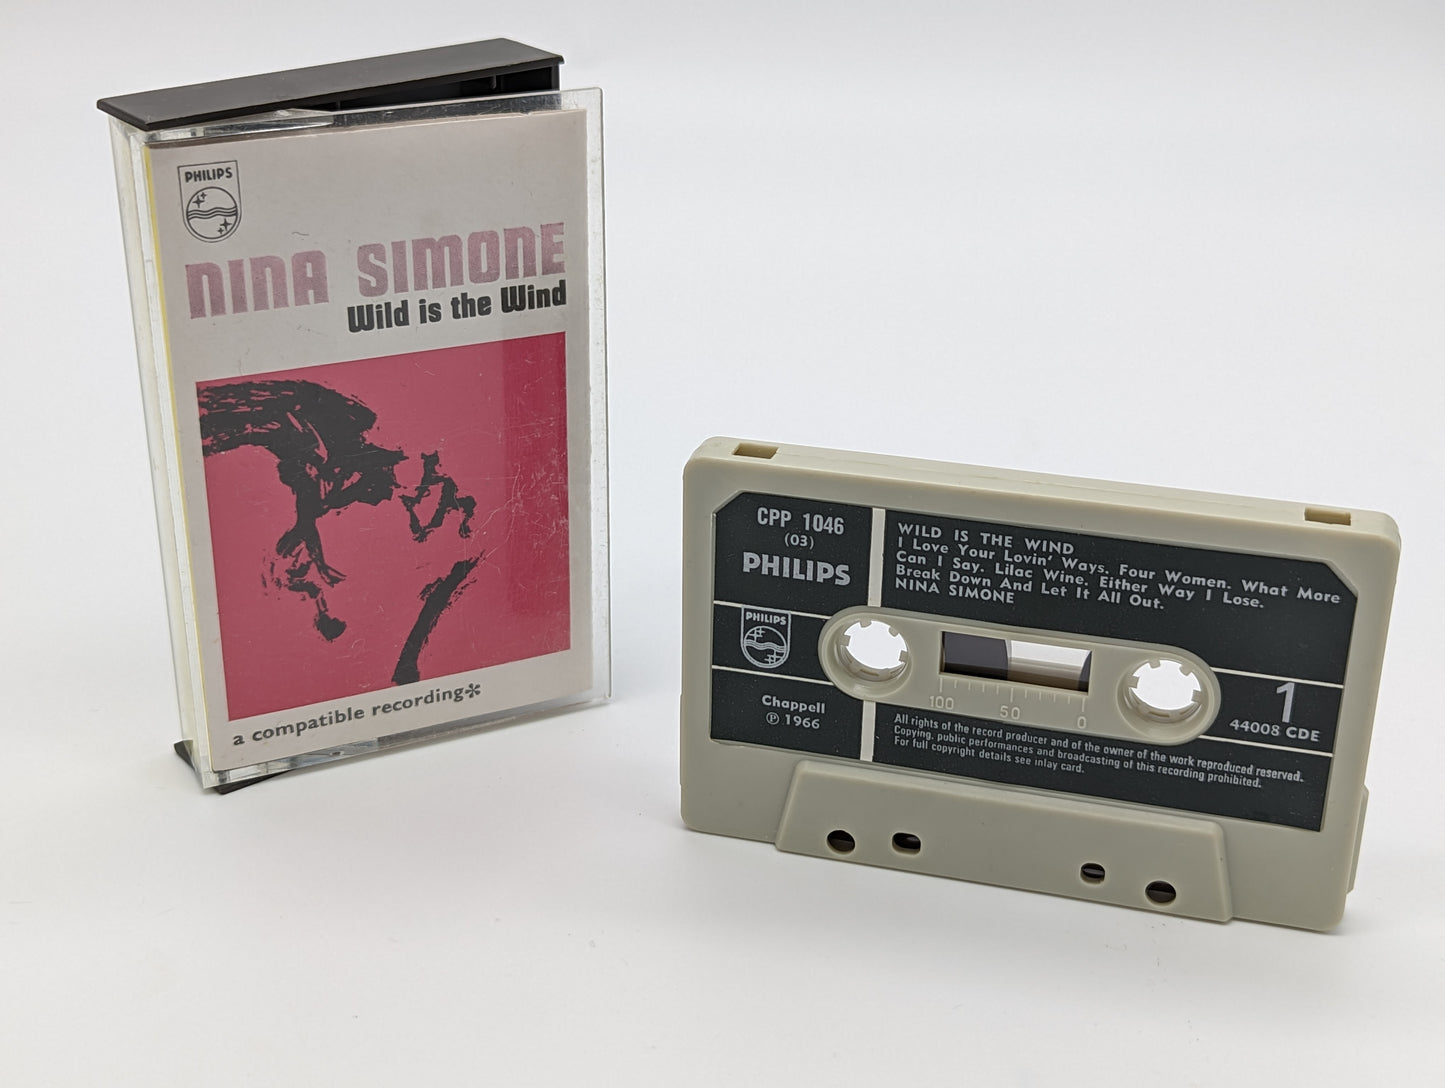 PHILIPS
NINA SIMONE
Wild is the Wind
a compatible recording*
CPP 1046
(03)
PHILIPS
PHILIPS
Chappell
℗ 1966
WILD IS THE WIND
I Love Your Lovin' Ways. Four Women. What More
Can I Say. Lilac Wine. Either Way I Lose.
Break Down And Let It All Out.
NINA SIMONE
100 50 0
1
44008 CDE
All rights of the record producer and of the owner of the work reproduced reserved.
Copying, public performances and broadcasting of this recording prohibited.
For full copyright details see inlay card.